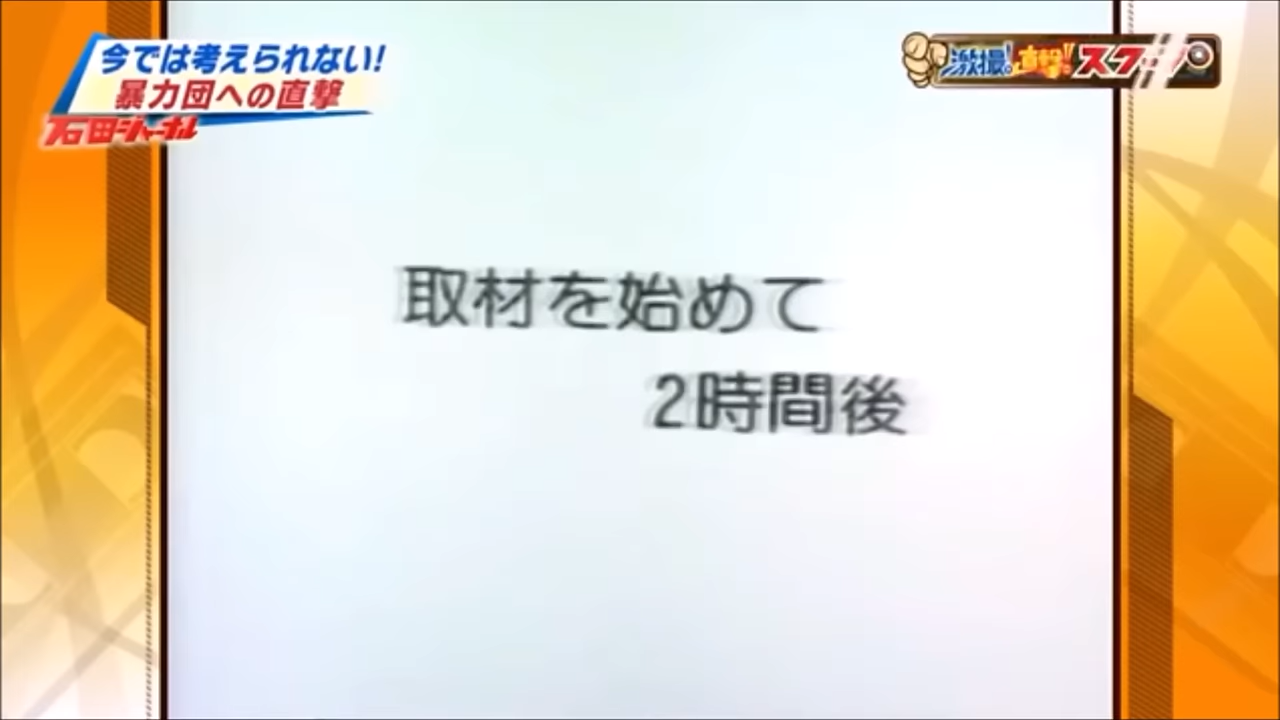 今では考えられない!
暴力団への直撃
石田ジャーナル
激撮!直撃!!スクープ
取材を始めて
2時間後